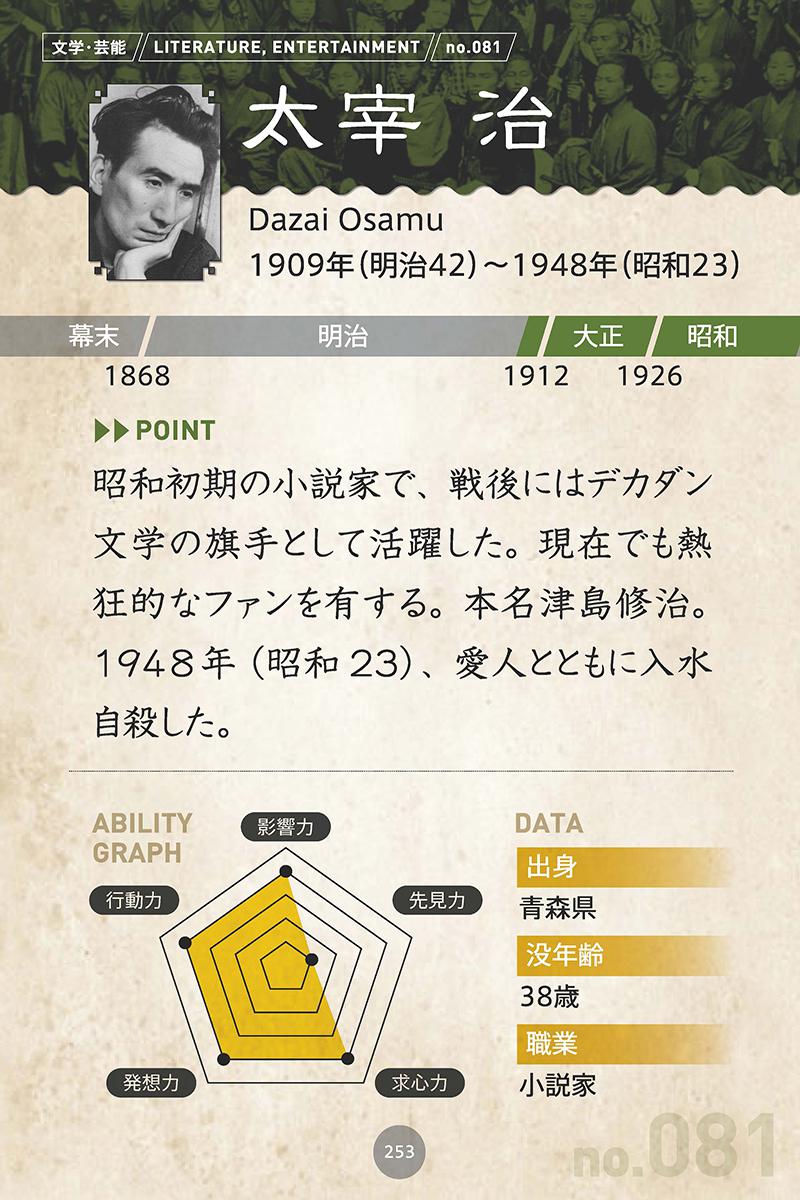 文学・芸能 LITERATURE, ENTERTAINMENT no.081
太宰 治
Dazai Osamu
1909年(明治42)～1948年(昭和23)
幕末 明治 大正 昭和
1868 1912 1926
POINT
昭和初期の小説家で、戦後にはデカダン
文学の旗手として活躍した。現在でも熱
狂的なファンを有する。本名津島修治。
1948年（昭和23）、愛人とともに入水
自殺した。
ABILITY
GRAPH
影響力
行動力
先見力
発想力
求心力
DATA
出身
青森県
没年齢
38歳
職業
小説家
253
no.081